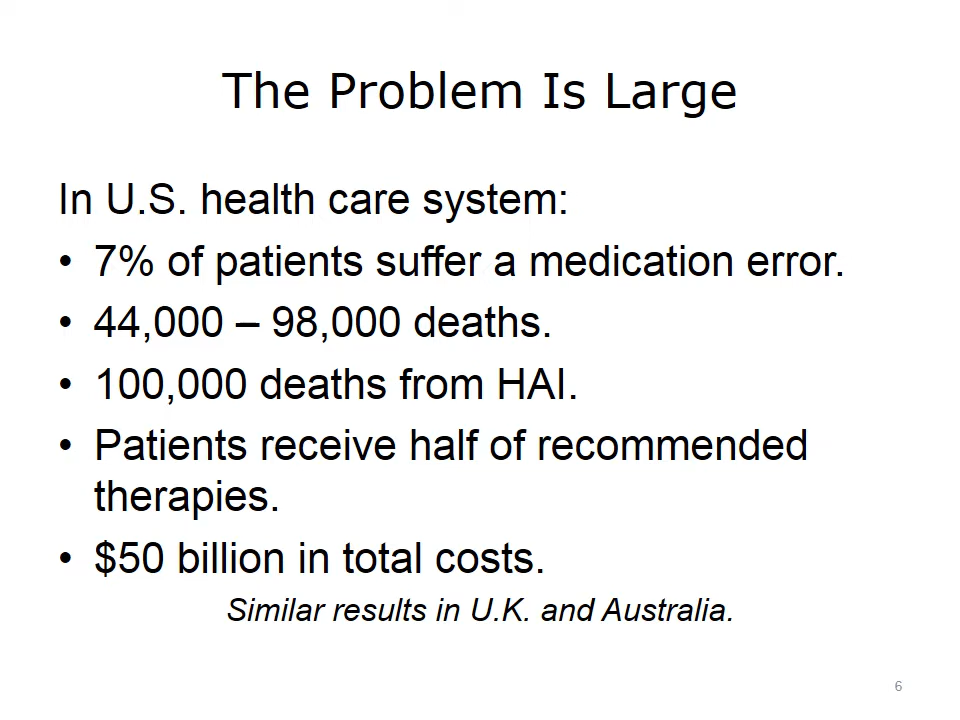 The Problem Is Large
In U.S. health care system:
• 7% of patients suffer a medication error.
• 44,000 – 98,000 deaths.
• 100,000 deaths from HAI.
• Patients receive half of recommended
therapies.
• $50 billion in total costs.
Similar results in U.K. and Australia.
6